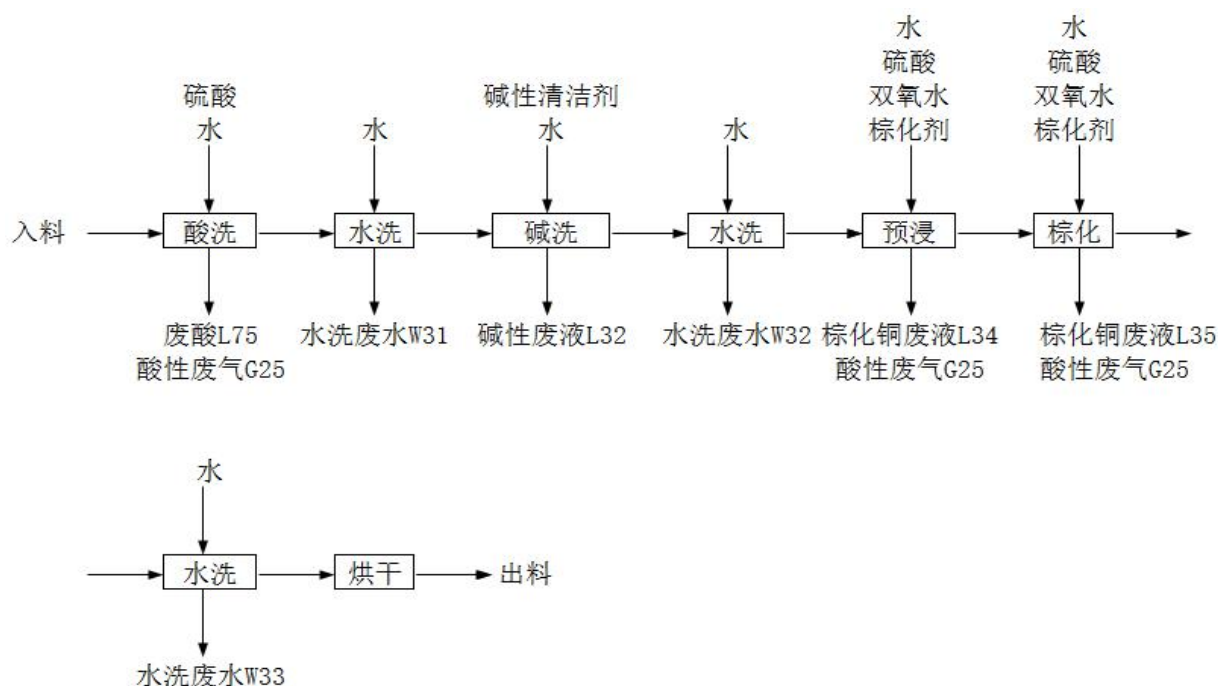 水 水
硫酸 硫酸
硫酸 碱性清洁剂 双氧水 双氧水
水 水 水 水 棕化剂 棕化剂
入料 酸洗 水洗 碱洗 水洗 预浸 棕化
废酸L75 水洗废水W31 碱性废液L32 水洗废水W32 棕化铜废液L34 棕化铜废液L35
酸性废气G25 酸性废气G25 酸性废气G25
水
水洗 烘干 出料
水洗废水W33